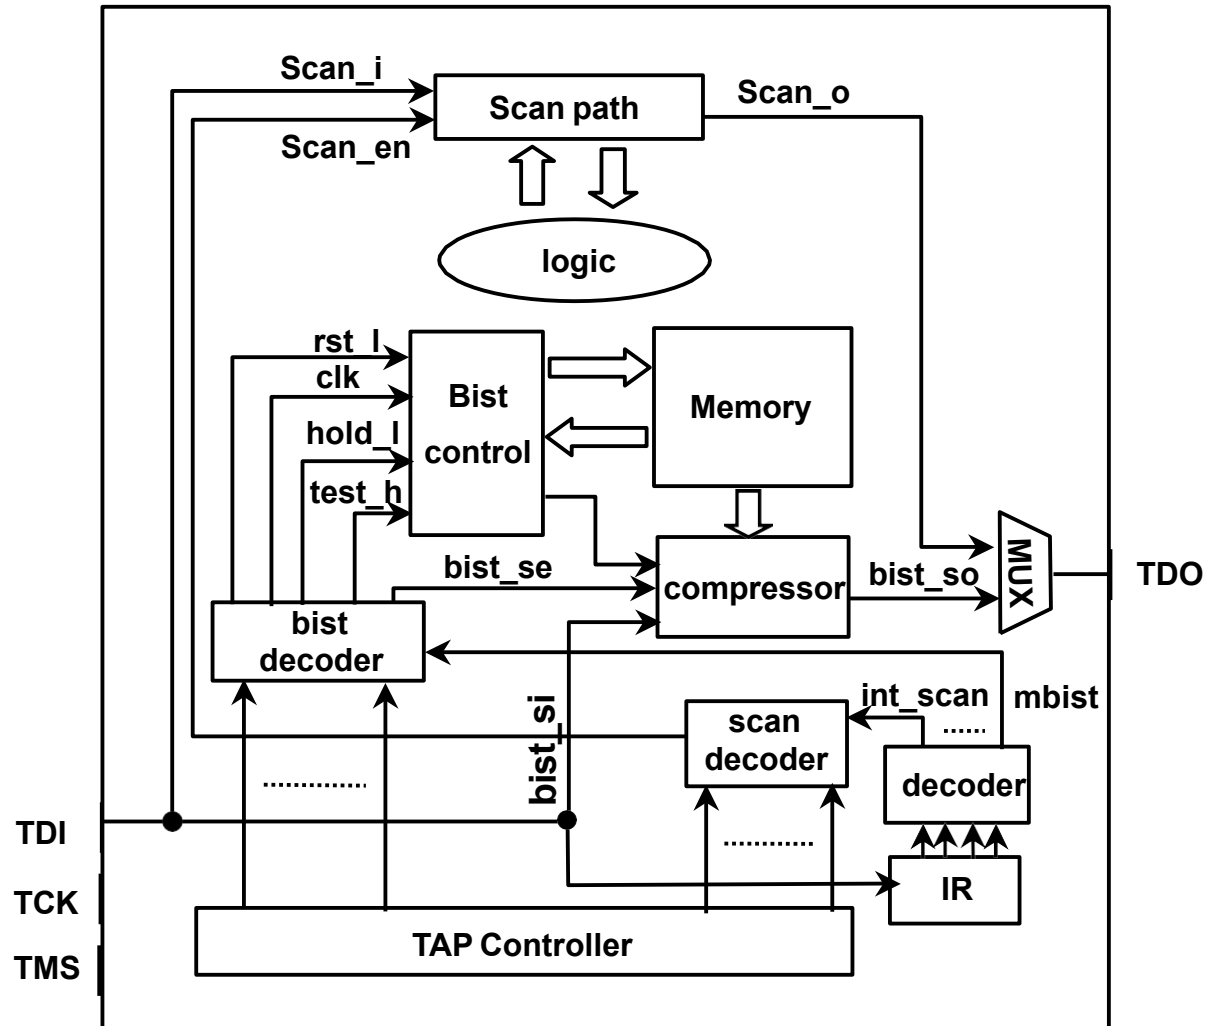 Scan_i
Scan path
Scan_o
Scan_en
logic
rst_l
clk
Bist
control
Memory
hold_l
test_h
bist_se
compressor
bist_so
MUX
TDO
bist
decoder
bist_si
int_scan
mbist
scan
decoder
decoder
TDI
TCK
IR
TAP Controller
TMS